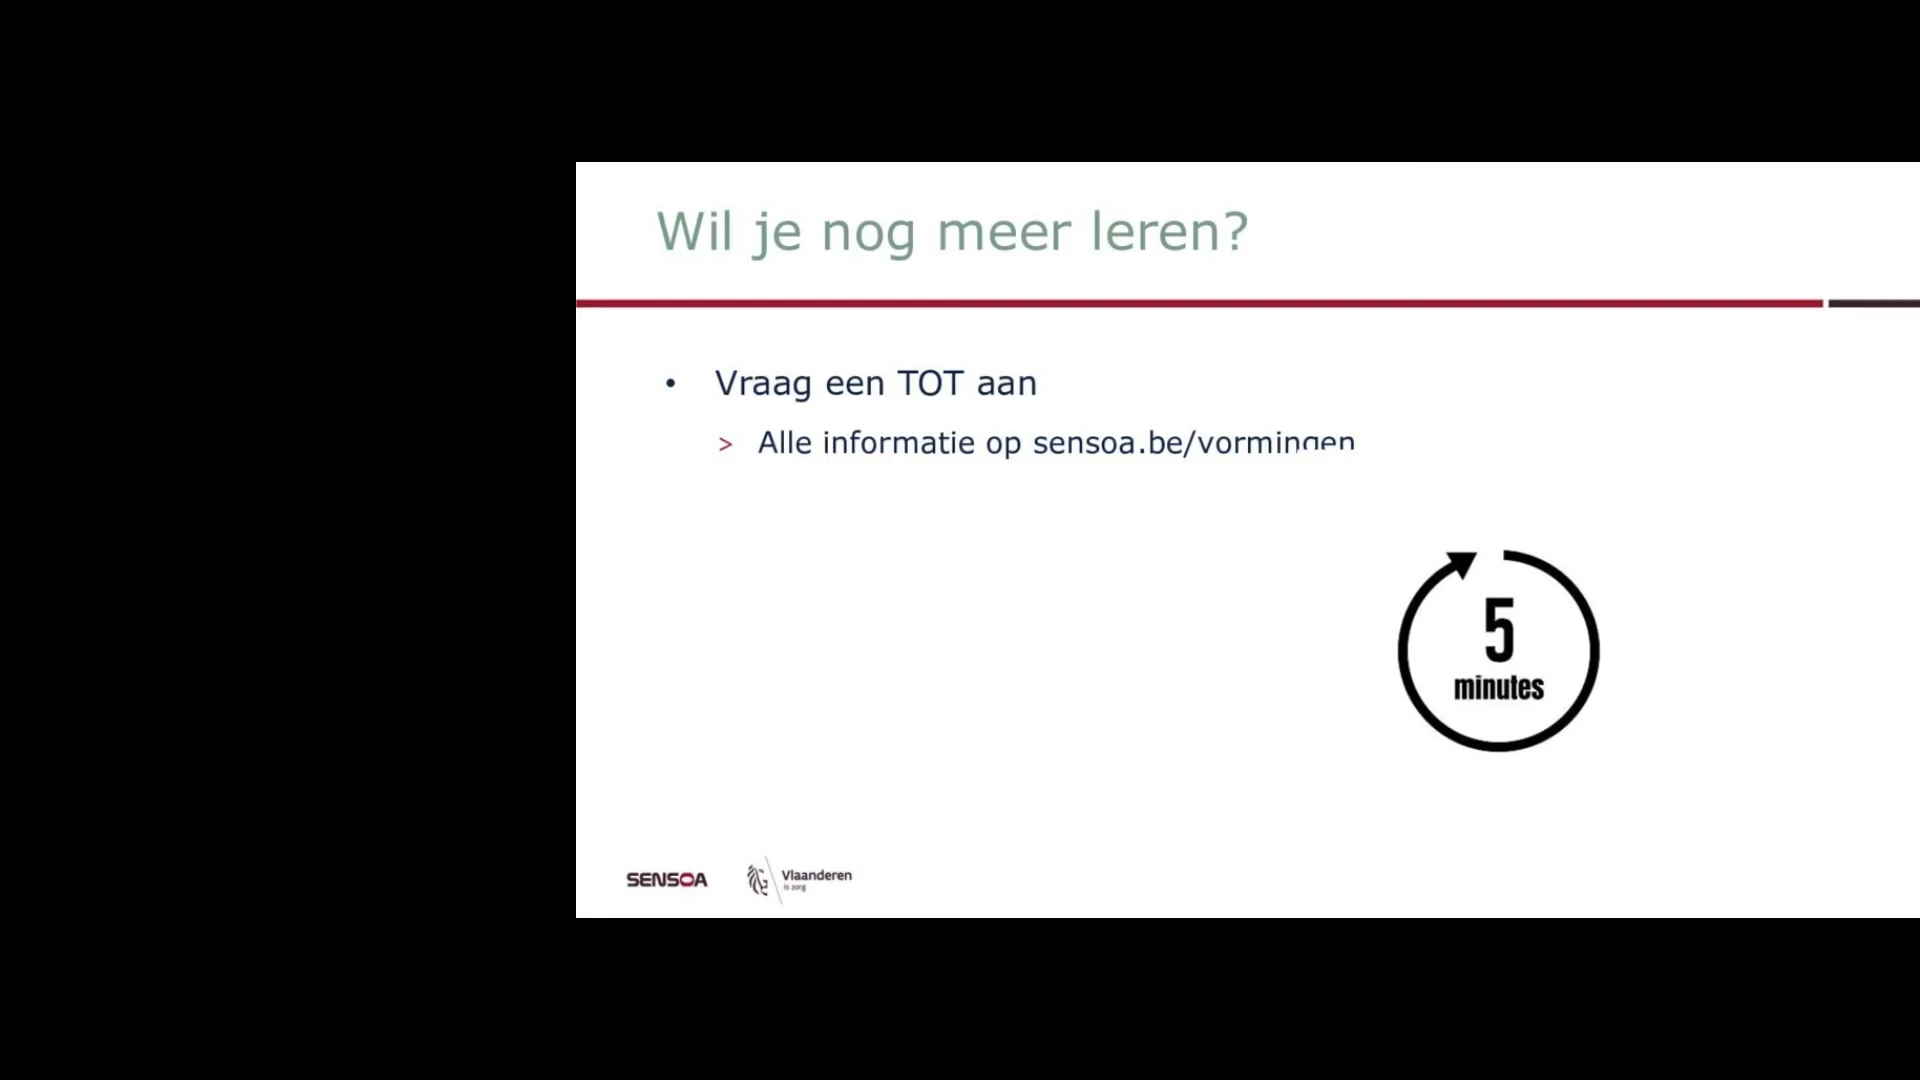 Wil je nog meer leren?
• Vraag een TOT aan
> Alle informatie op sensoa.be/vormingen
5
minutes
SENSOA
Vlaanderen
is zorg